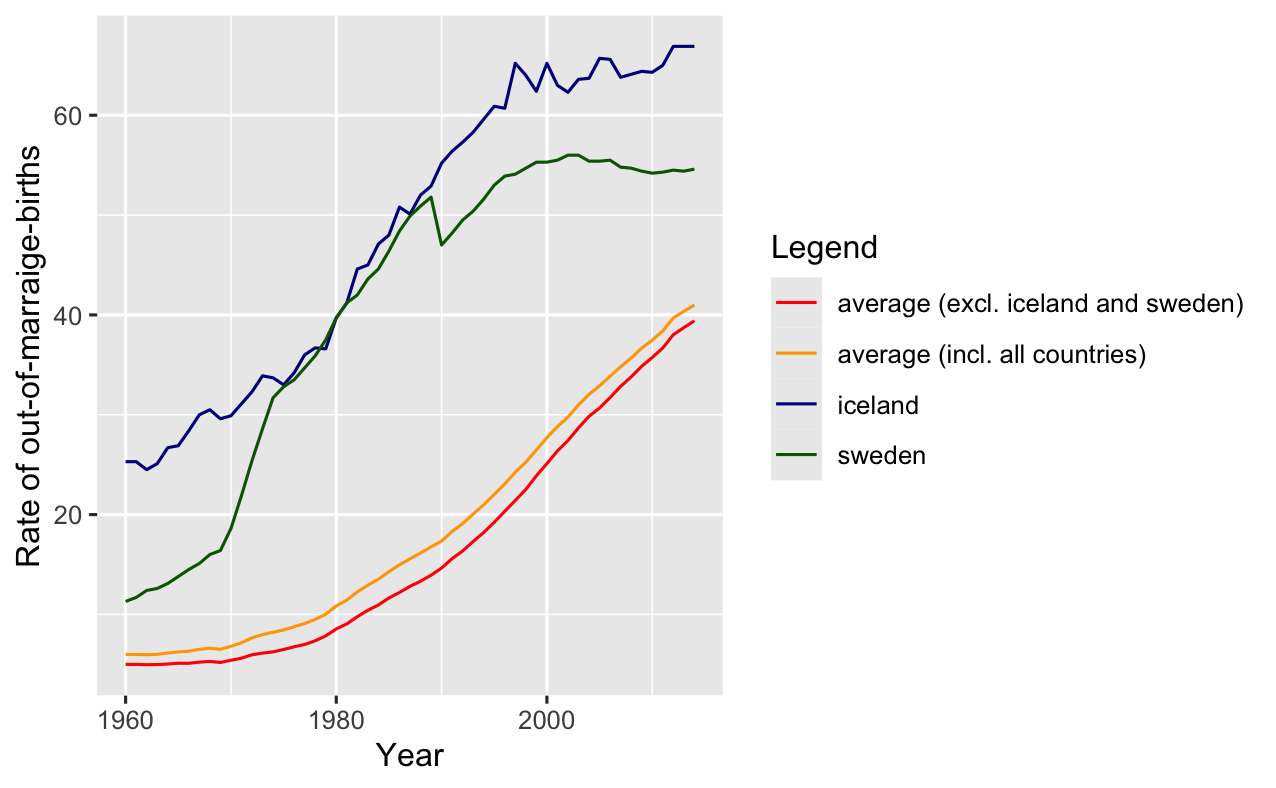 Rate of out-of-marraige-births
60
40
20
1960
1980
2000
Year
Legend
average (excl. iceland and sweden)
average (incl. all countries)
iceland
sweden